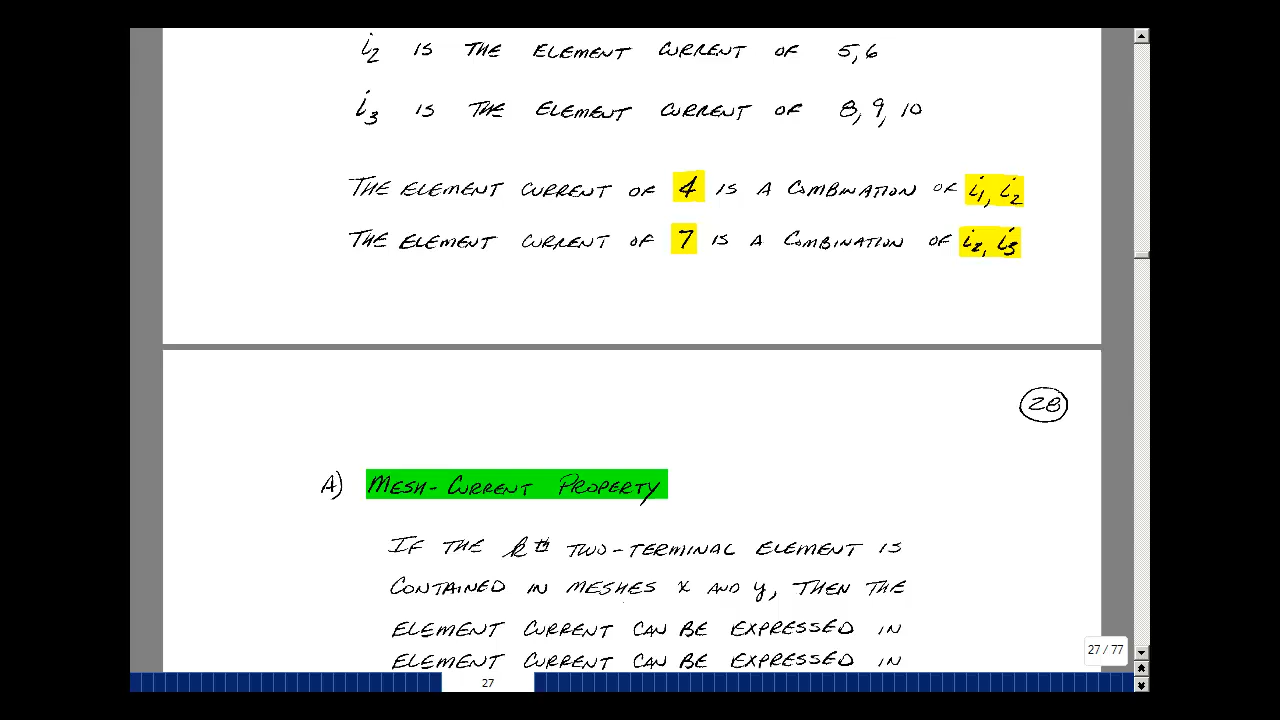 i2 IS THE ELEMENT CURRENT OF 5,6
i3 IS THE ELEMENT CURRENT OF 8, 9, 10
THE ELEMENT CURRENT OF 4 IS A COMBINATION OF i1, i2
THE ELEMENT CURRENT OF 7 IS A COMBINATION OF i2, i3
28
A) MESH-CURRENT PROPERTY
IF THE kth TWO-TERMINAL ELEMENT IS
CONTAINED IN MESHES X AND Y, THEN THE
ELEMENT CURRENT CAN BE EXPRESSED IN
ELEMENT CURRENT CAN BE EXPRESSED IN
27 / 77
27